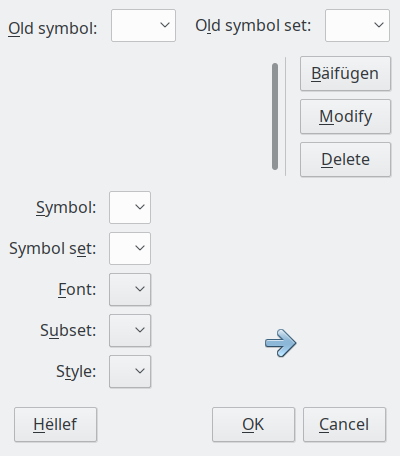 Old symbol: Old symbol set:
Bäifügen
Modify
Delete
Symbol:
Symbol set:
Font:
Subset:
Style:
Hëllef OK Cancel